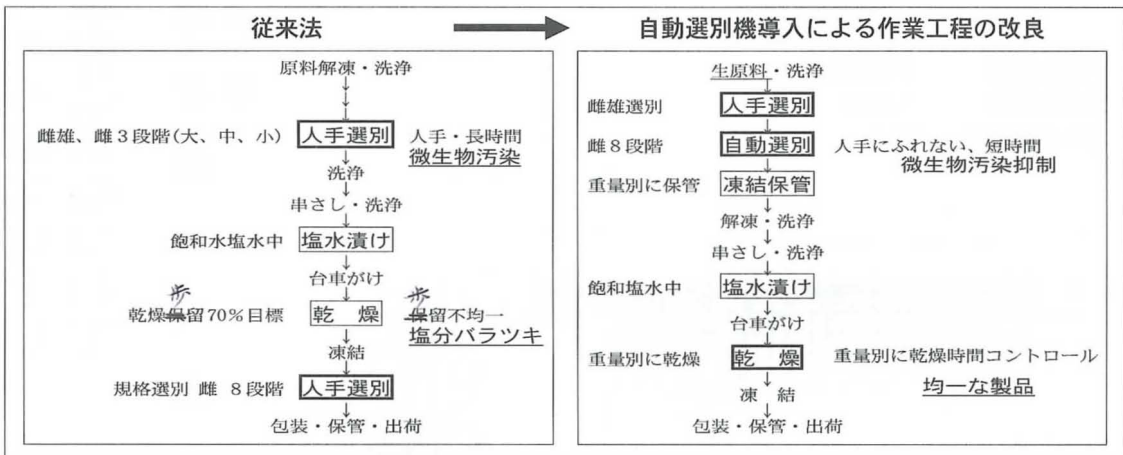 従来法
自動選別機導入による作業工程の改良
原料解凍・洗浄
雌雄、雌3段階(大、中、小) 人手選別 人手・長時間
微生物汚染
洗浄
串さし・洗浄
飽和水塩水中 塩水漬け
台車がけ
歩 歩
乾燥保留70%目標 乾 燥 保留不均一
塩分バラツキ
凍結
規格選別 雌 8段階 人手選別
包装・保管・出荷
生原料・洗浄
雌雄選別 人手選別
雌8段階 自動選別 人手にふれない、短時間
微生物汚染抑制
重量別に保管 凍結保管
解凍・洗浄
串さし・洗浄
飽和塩水中 塩水漬け
台車がけ
重量別に乾燥 乾 燥 重量別に乾燥時間コントロール
均一な製品
凍 結
包装・保管・出荷